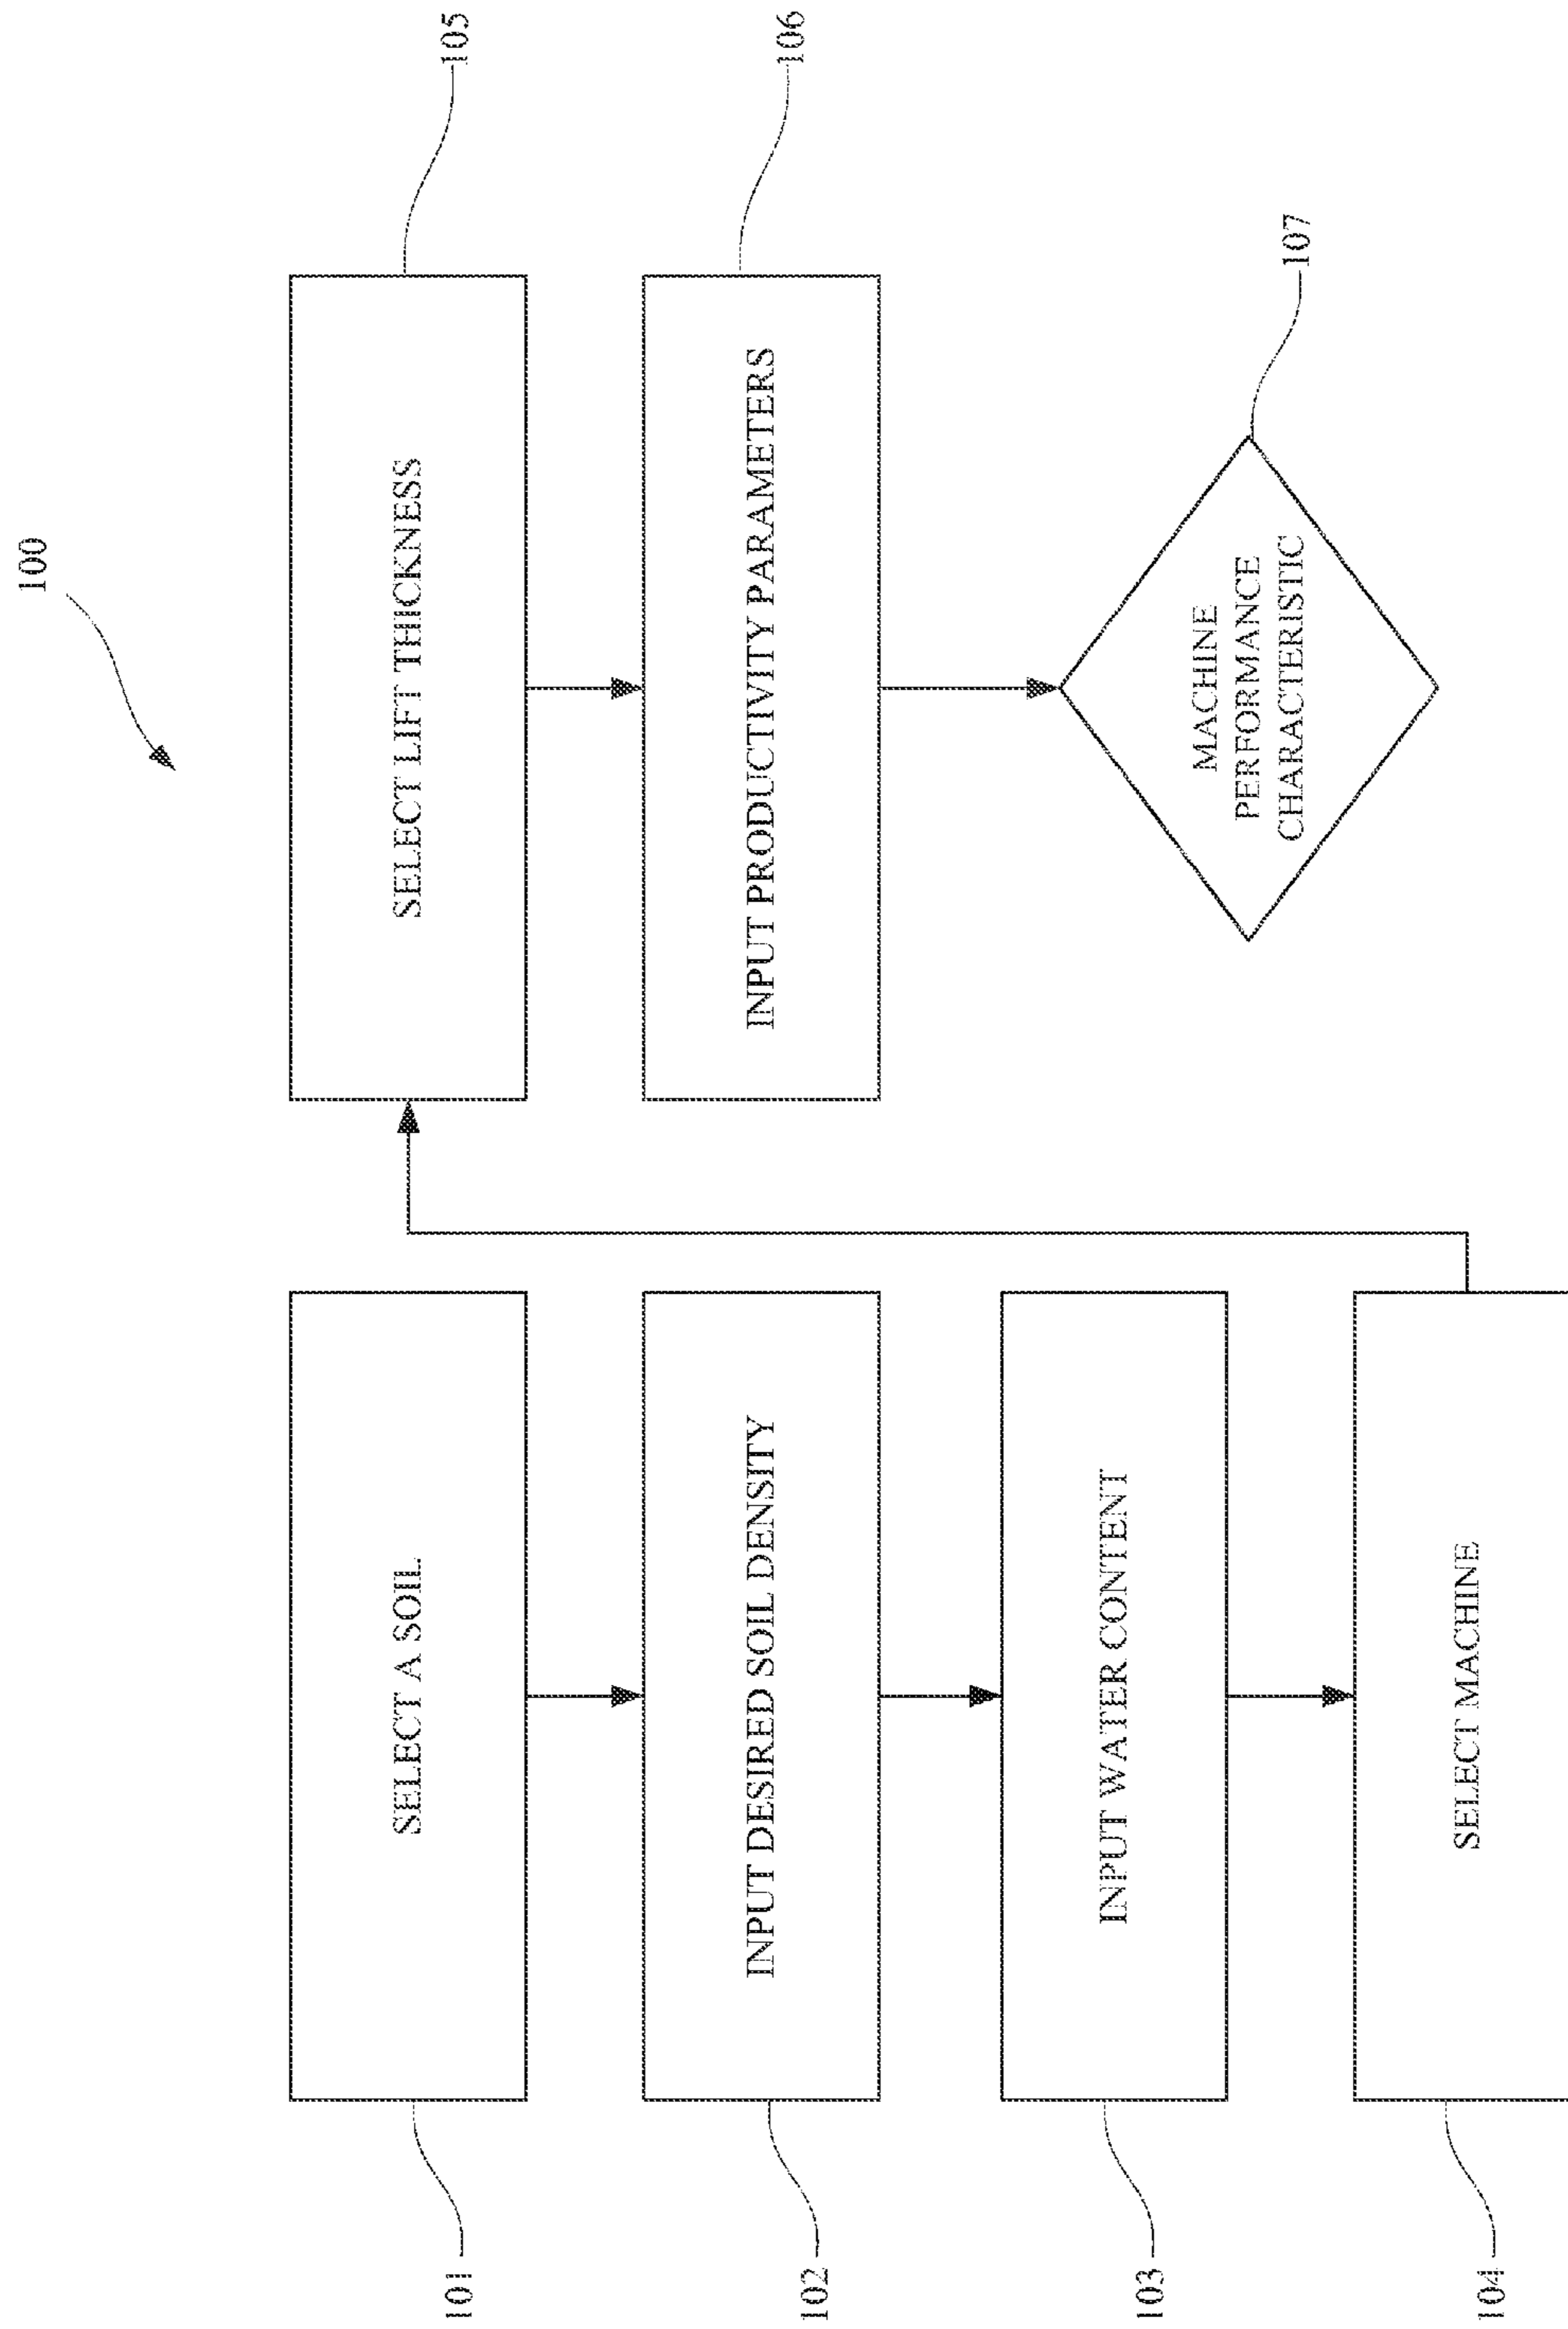 100
SELECT A SOIL
101
INPUT DESIRED SOIL DENSITY
102
INPUT WATER CONTENT
103
SELECT MACHINE
104
SELECT LIFT THICKNESS
105
INPUT PRODUCTIVITY PARAMETERS
106
MACHINE
PERFORMANCE
CHARACTERISTIC
107